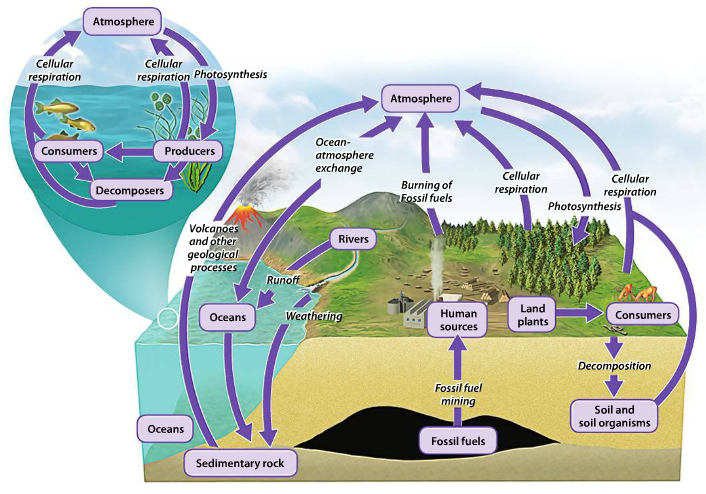 Atmosphere
Cellular
respiration
Cellular
respiration
Photosynthesis
Consumers
Producers
Decomposers
Atmosphere
Ocean-
atmosphere
exchange
Burning of
Fossil fuels
Cellular
respiration
Photosynthesis
Cellular
respiration
Volcanoes
and other
geological
processes
Rivers
Runoff
Weathering
Oceans
Human
sources
Land
plants
Consumers
Decomposition
Fossil fuel
mining
Soil and
soil organisms
Oceans
Fossil fuels
Sedimentary rock